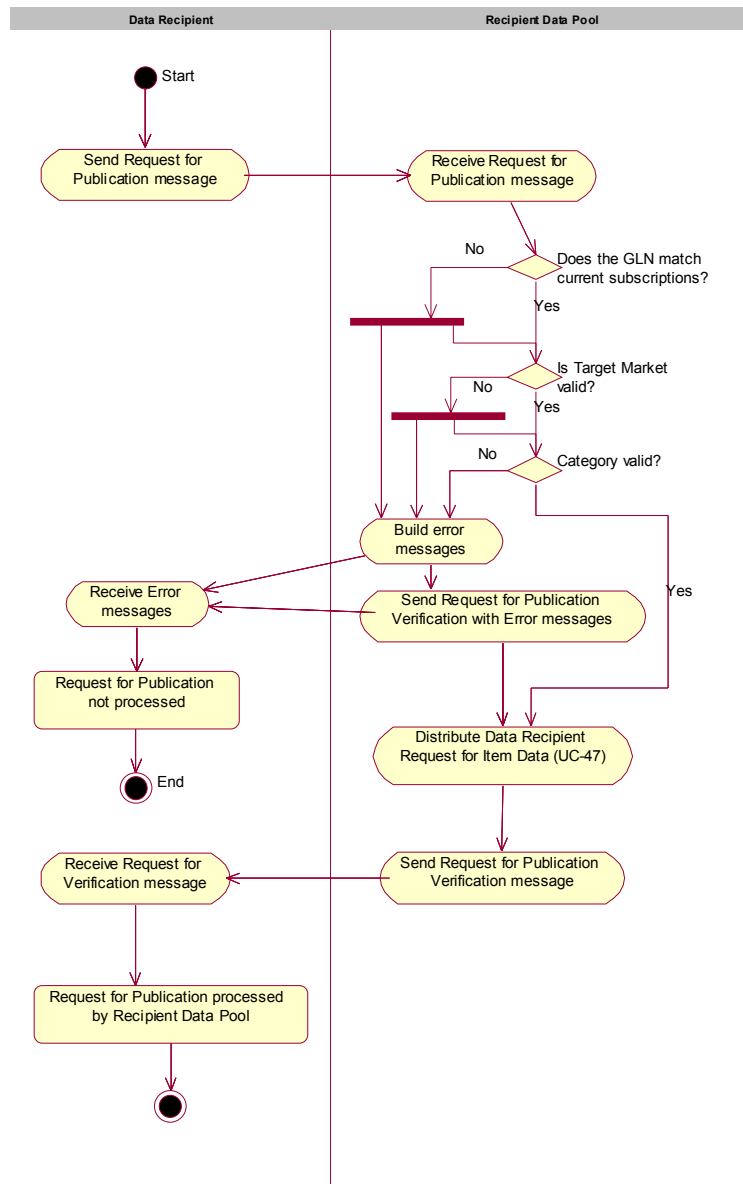 Data Recipient
Recipient Data Pool
Start
Send Request for
Publication message
Receive Request for
Publication message
No
Does the GLN match
current subscriptions?
Yes
Is Target Market
valid?
No
Yes
No
Category valid?
Build error
messages
Receive Error
messages
Send Request for Publication
Verification with Error messages
Yes
Request for Publication
not processed
Distribute Data Recipient
Request for Item Data (UC-47)
End
Receive Request for
Verification message
Send Request for Publication
Verification message
Request for Publication processed
by Recipient Data Pool